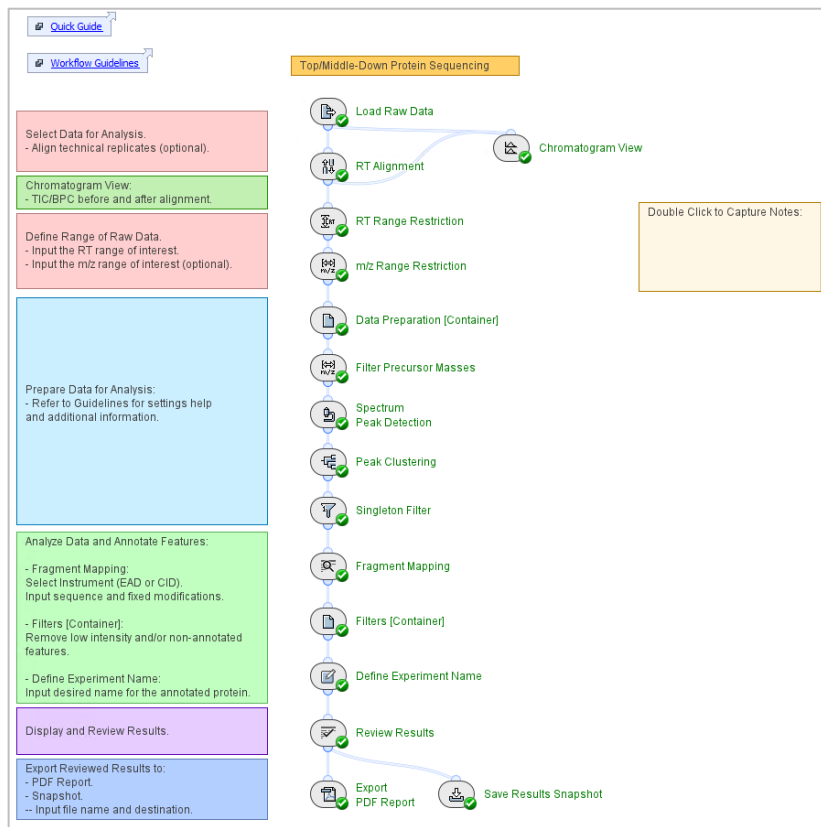 Quick Guide
Workflow Guidelines
Top/Middle-Down Protein Sequencing
Load Raw Data
Chromatogram View
RT Alignment
RT Range Restriction
m/z Range Restriction
Data Preparation [Container]
Filter Precursor Masses
Spectrum
Peak Detection
Peak Clustering
Singleton Filter
Fragment Mapping
Filters [Container]
Define Experiment Name
Review Results
Export
PDF Report
Save Results Snapshot
Select Data for Analysis.
- Align technical replicates (optional).
Chromatogram View:
- TIC/BPC before and after alignment.
Define Range of Raw Data.
- Input the RT range of interest.
- Input the m/z range of interest (optional).
Prepare Data for Analysis:
- Refer to Guidelines for settings help
and additional information.
Analyze Data and Annotate Features:
- Fragment Mapping:
Select Instrument (EAD or CID).
Input sequence and fixed modifications.
- Filters [Container]:
Remove low intensity and/or non-annotated
features.
- Define Experiment Name:
Input desired name for the annotated protein.
Display and Review Results.
Export Reviewed Results to:
- PDF Report.
- Snapshot.
-- Input file name and destination.
Double Click to Capture Notes:
RT
m/z
m/z